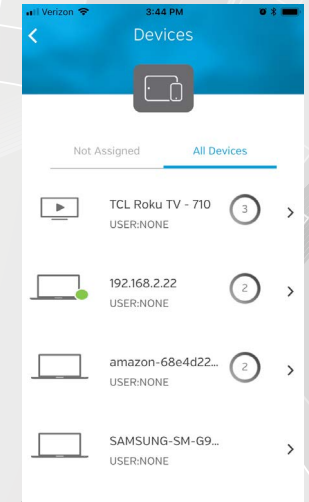 Verizon 3:44 PM
Devices
Not Assigned All Devices
TCL Roku TV - 710 3
USER:NONE
192.168.2.22 2
USER:NONE
amazon-68e4d22... 2
USER:NONE
SAMSUNG-SM-G9...
USER:NONE